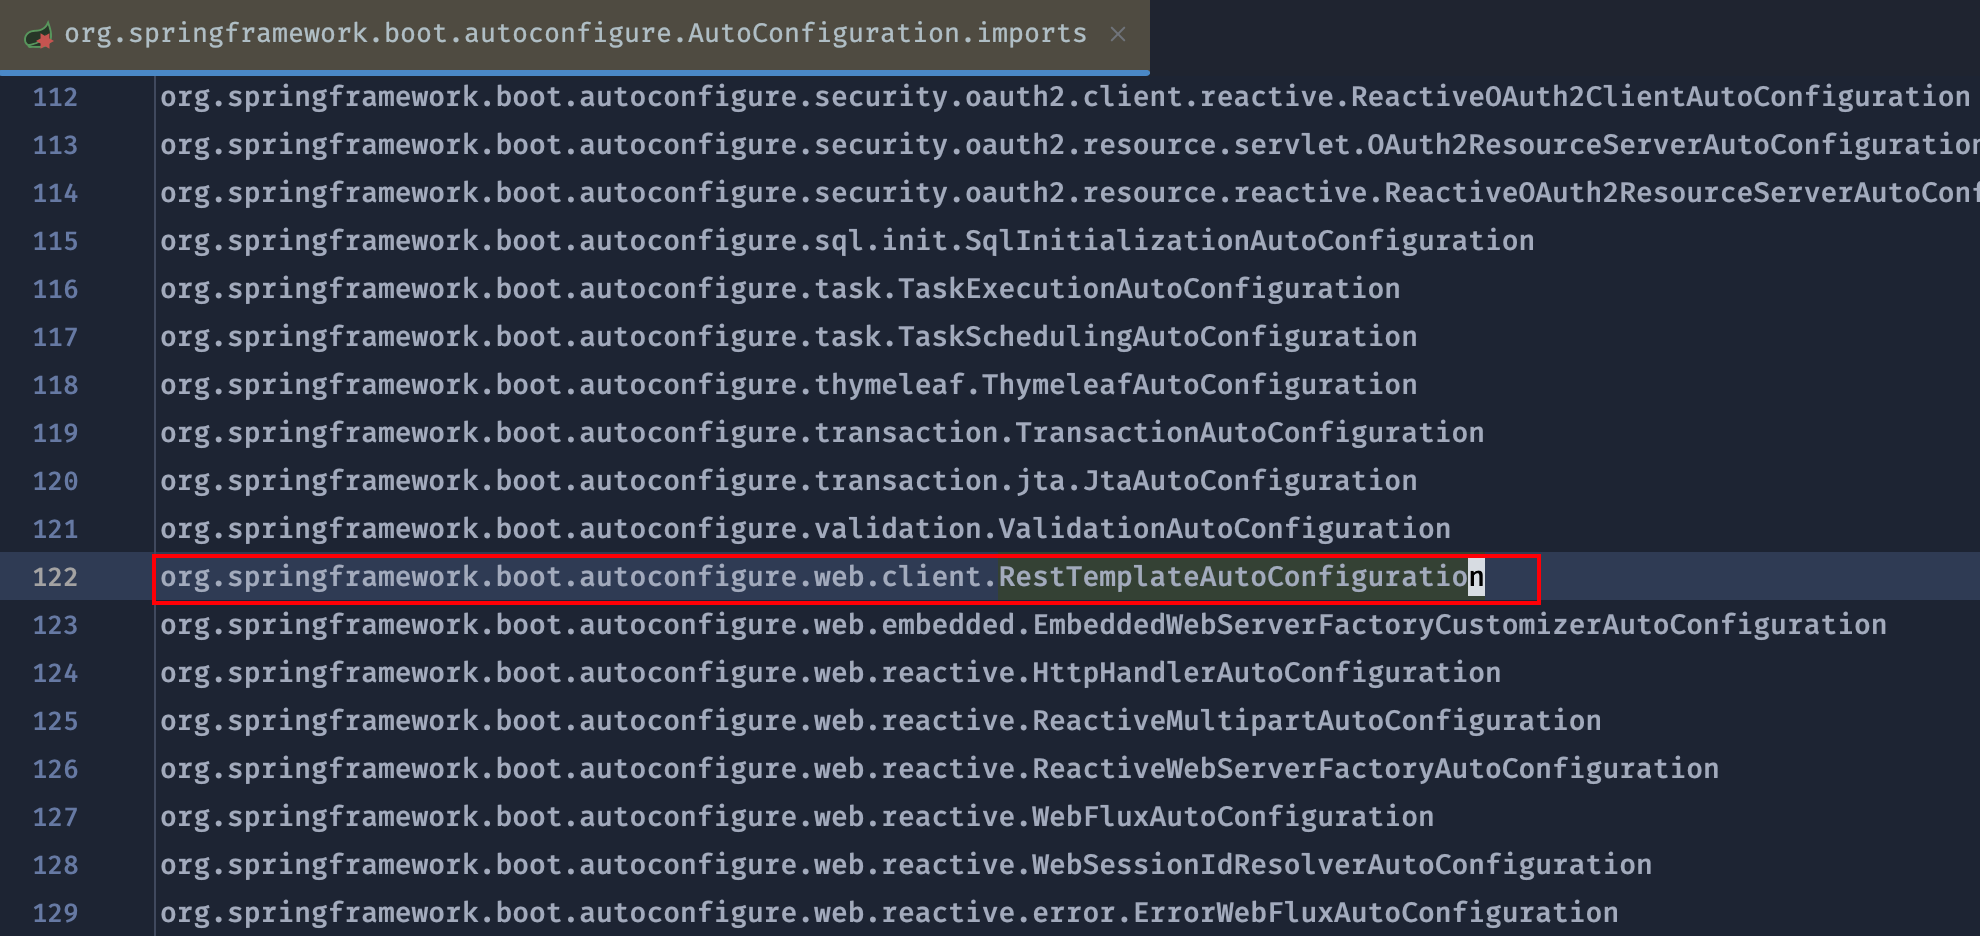 org.springframework.boot.autoconfigure.AutoConfiguration.imports
112 org.springframework.boot.autoconfigure.security.oauth2.client.reactive.ReactiveOAuth2ClientAutoConfiguration
113 org.springframework.boot.autoconfigure.security.oauth2.resource.servlet.OAuth2ResourceServerAutoConfiguration
114 org.springframework.boot.autoconfigure.security.oauth2.resource.reactive.ReactiveOAuth2ResourceServerAutoConf
115 org.springframework.boot.autoconfigure.sql.init.SqlInitializationAutoConfiguration
116 org.springframework.boot.autoconfigure.task.TaskExecutionAutoConfiguration
117 org.springframework.boot.autoconfigure.task.TaskSchedulingAutoConfiguration
118 org.springframework.boot.autoconfigure.thymeleaf.ThymeleafAutoConfiguration
119 org.springframework.boot.autoconfigure.transaction.TransactionAutoConfiguration
120 org.springframework.boot.autoconfigure.transaction.jta.JtaAutoConfiguration
121 org.springframework.boot.autoconfigure.validation.ValidationAutoConfiguration
122 org.springframework.boot.autoconfigure.web.client.RestTemplateAutoConfiguration
123 org.springframework.boot.autoconfigure.web.embedded.EmbeddedWebServerFactoryCustomizerAutoConfiguration
124 org.springframework.boot.autoconfigure.web.reactive.HttpHandlerAutoConfiguration
125 org.springframework.boot.autoconfigure.web.reactive.ReactiveMultipartAutoConfiguration
126 org.springframework.boot.autoconfigure.web.reactive.ReactiveWebServerFactoryAutoConfiguration
127 org.springframework.boot.autoconfigure.web.reactive.WebFluxAutoConfiguration
128 org.springframework.boot.autoconfigure.web.reactive.WebSessionIdResolverAutoConfiguration
129 org.springframework.boot.autoconfigure.web.reactive.error.ErrorWebFluxAutoConfiguration